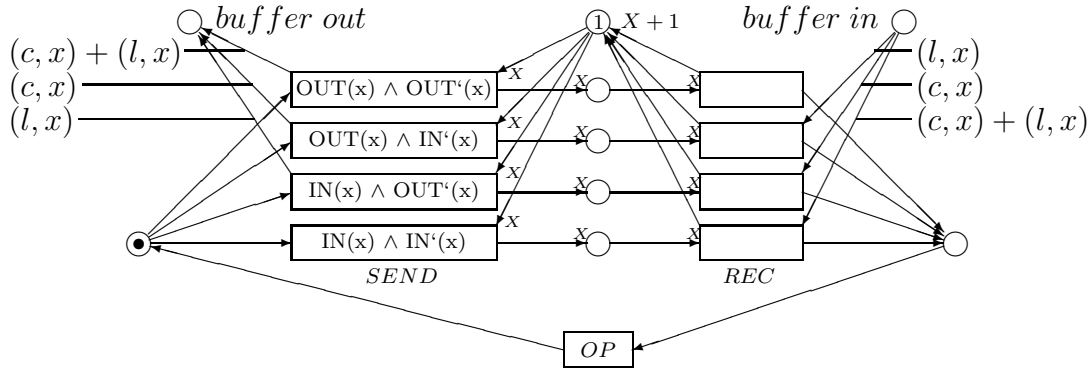 buffer out
1
X + 1
buffer in
(c, x) + (l, x)
(c, x)
(l, x)
(l, x)
(c, x)
(c, x) + (l, x)
X
OUT(x) ∧ OUT‘(x)
X
X
X
OUT(x) ∧ IN‘(x)
X
X
X
IN(x) ∧ OUT‘(x)
X
X
X
IN(x) ∧ IN‘(x)
X
X
SEND
REC
OP